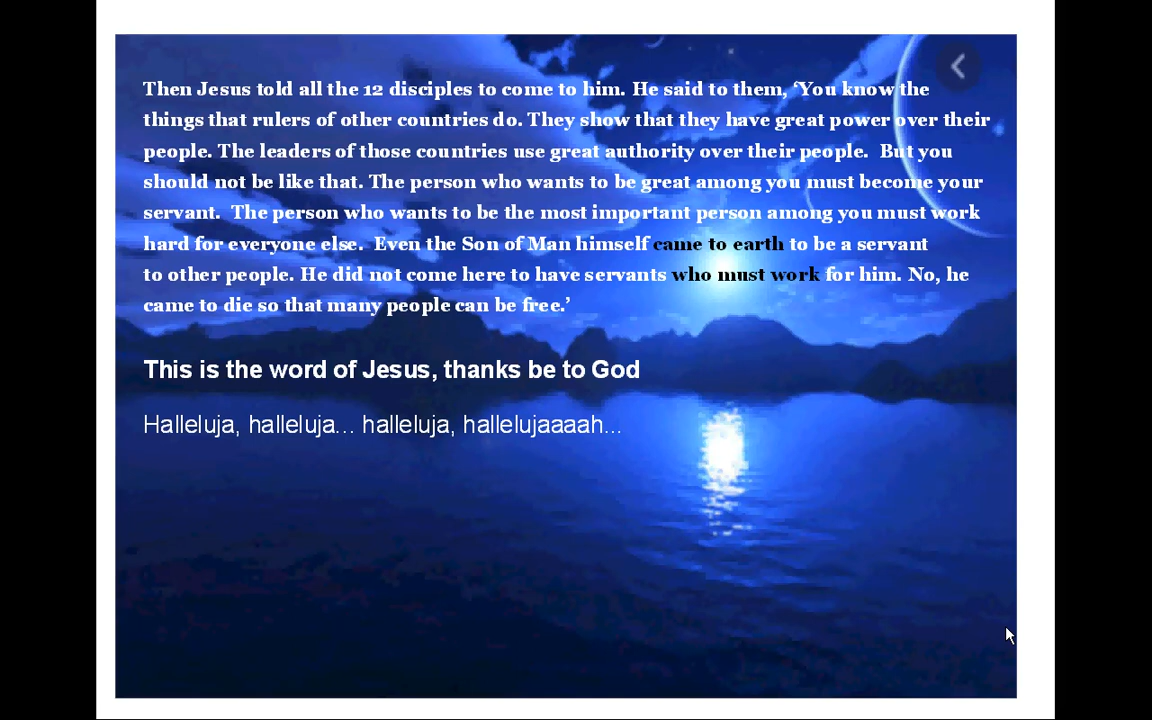 Then Jesus told all the 12 disciples to come to him. He said to them, ‘You know the
things that rulers of other countries do. They show that they have great power over their
people. The leaders of those countries use great authority over their people. But you
should not be like that. The person who wants to be great among you must become your
servant. The person who wants to be the most important person among you must work
hard for everyone else. Even the Son of Man himself came to earth to be a servant
to other people. He did not come here to have servants who must work for him. No, he
came to die so that many people can be free.’
This is the word of Jesus, thanks be to God
Halleluja, halleluja... halleluja, hallelujaaaah...